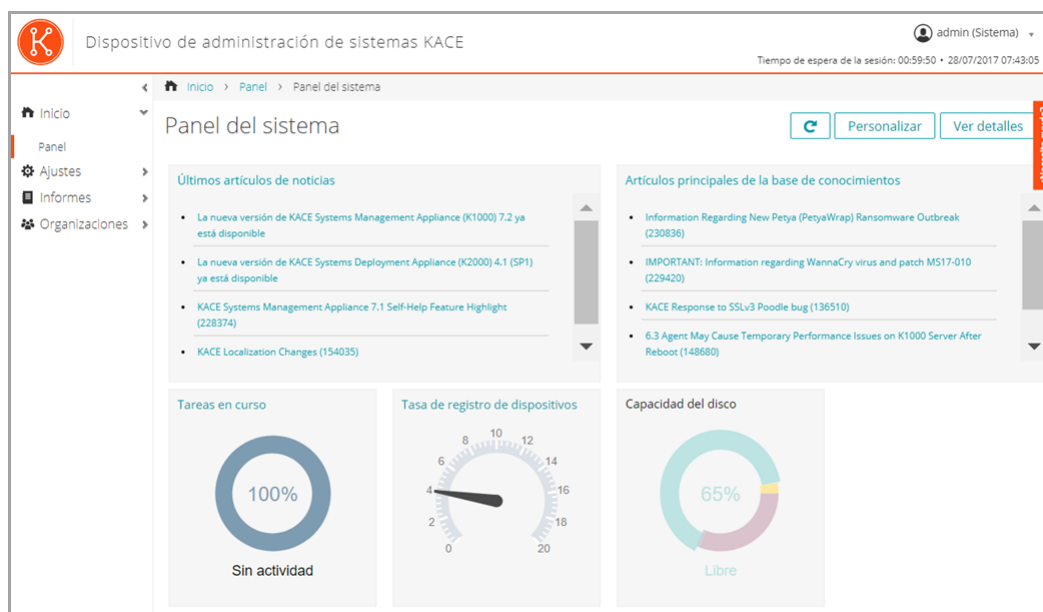 Dispositivo de administración de sistemas KACE
admin (Sistema)
Tiempo de espera de la sesión: 00:59:50 • 28/07/2017 07:43:05
Inicio > Panel > Panel del sistema
Inicio
Panel
Ajustes
Informes
Organizaciones
Panel del sistema
Personalizar
Ver detalles
Últimos artículos de noticias
La nueva versión de KACE Systems Management Appliance (K1000) 7.2 ya
está disponible
La nueva versión de KACE Systems Deployment Appliance (K2000) 4.1 (SP1)
ya está disponible
KACE Systems Management Appliance 7.1 Self-Help Feature Highlight
(228374)
KACE Localization Changes (154035)
Artículos principales de la base de conocimientos
Information Regarding New Petya (PetyaWrap) Ransomware Outbreak
(230836)
IMPORTANT: Information regarding WannaCry virus and patch MS17-010
(229420)
KACE Response to SSLv3 Poodle bug (136510)
6.3 Agent May Cause Temporary Performance Issues on K1000 Server After
Reboot (148680)
Tareas en curso
100%
Sin actividad
Tasa de registro de dispositivos
0
2
4
6
8
10
12
14
16
18
20
Capacidad del disco
65%
Libre